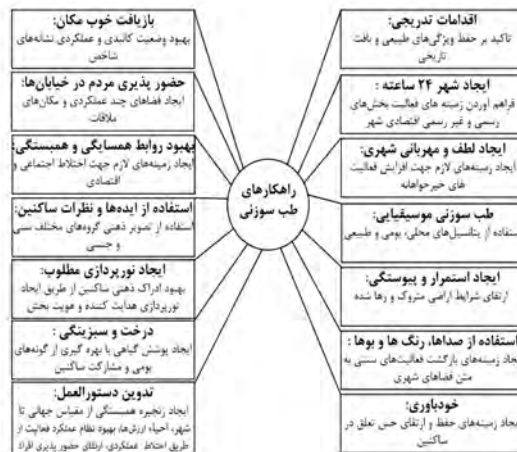 اقدامات تدریجی:
تاکید بر حفظ ویژگی‌های طبیعی و بافت
تاریخی
ایجاد شهر ۲۴ ساعته :
فراهم آوردن زمینه های فعالیت بخش‌های
رسمی و غیر رسمی اقتصادی شهر
ایجاد لطف و مهربانی شهری:
ایجاد زمینه‌های لازم جهت افزایش فعالیت
های خیرخواهانه
طب سوزنی موسیقیایی:
استفاده از پتانسیل‌های محلی، بومی و طبیعی
ایجاد استمرار و پیوستگی:
ارتقای شرایط اراضی متروک و رها شده
استفاده از صداها، رنگ ها و بوها :
ایجاد زمینه‌های بازگشت فعالیت‌های سنتی به
متن فضاهای شهری
خودباوری:
ایجاد زمینه‌های حفظ و ارتقای حس تعلق در
ساکنین
راهکارهای
طب سوزنی
بازیافت خوب مکان:
بهبود وضعیت کالبدی و عملکردی نشانه‌های
شاخص
حضور پذیری مردم در خیابان‌ها:
ایجاد فضاهای چند عملکردی و مکان‌های
ملاقات
بهبود روابط همسایگی و همبستگی:
ایجاد زمینه‌های لازم جهت اختلاط اجتماعی و
اقتصادی
استفاده از ایده‌ها و نظرات ساکنین:
استفاده از تصویر ذهنی گروه‌های مختلف سنی
و جنسی
ایجاد نورپردازی مطلوب:
بهبود ادراک ذهنی ساکنین از طریق ایجاد
نورپردازی هدایت کننده و هویت بخش
درخت و سبزینگی :
ایجاد پوشش گیاهی با بهره گیری از گونه‌های
بومی و مشارکت ساکنین
تدوین دستورالعمل:
ایجاد زنجیره همبستگی از مقیاس جهانی تا
شهر، احیاء ارزش‌ها، بهبود نظام عملکرد فعالیت از
طریق اختلاط عملکردی، ارتقای حضور پذیری افراد